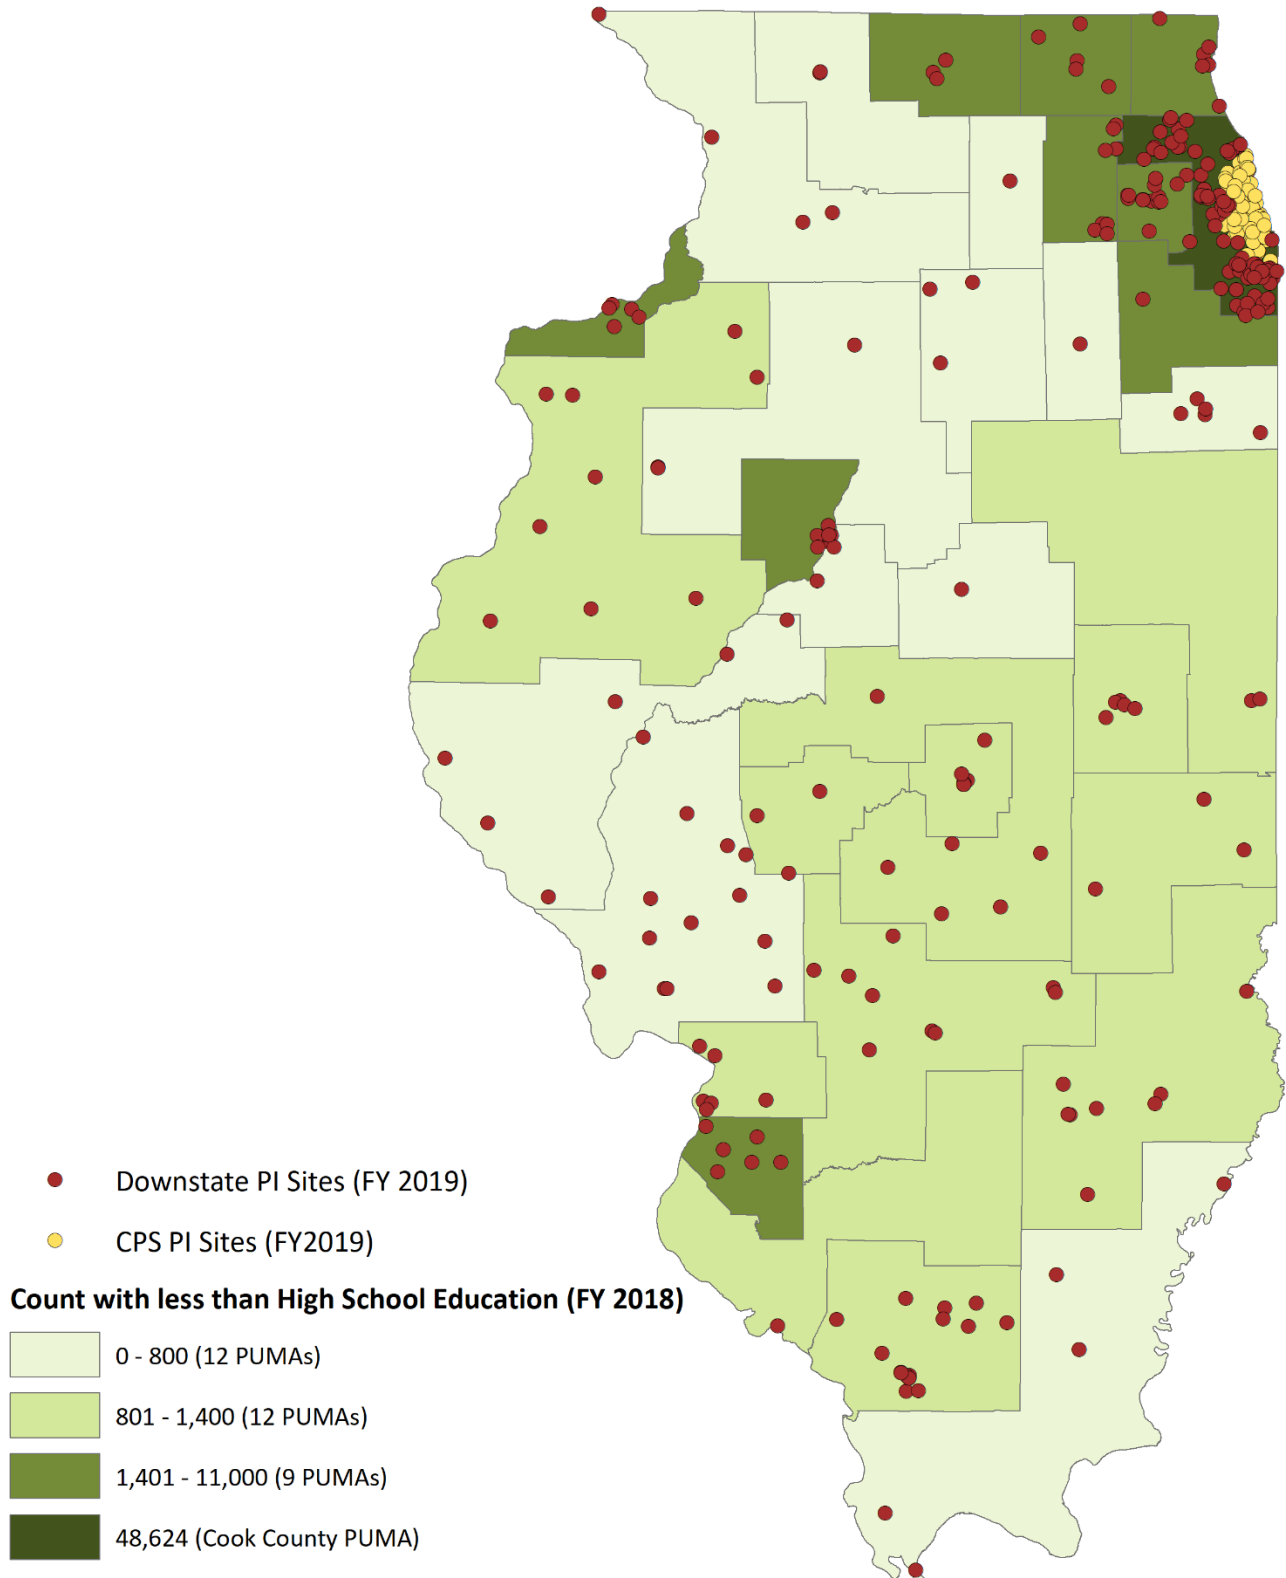 Downstate PI Sites (FY 2019)
CPS PI Sites (FY2019)
Count with less than High School Education (FY 2018)
0 - 800 (12 PUMAs)
801 - 1,400 (12 PUMAs)
1,401 - 11,000 (9 PUMAs)
48,624 (Cook County PUMA)